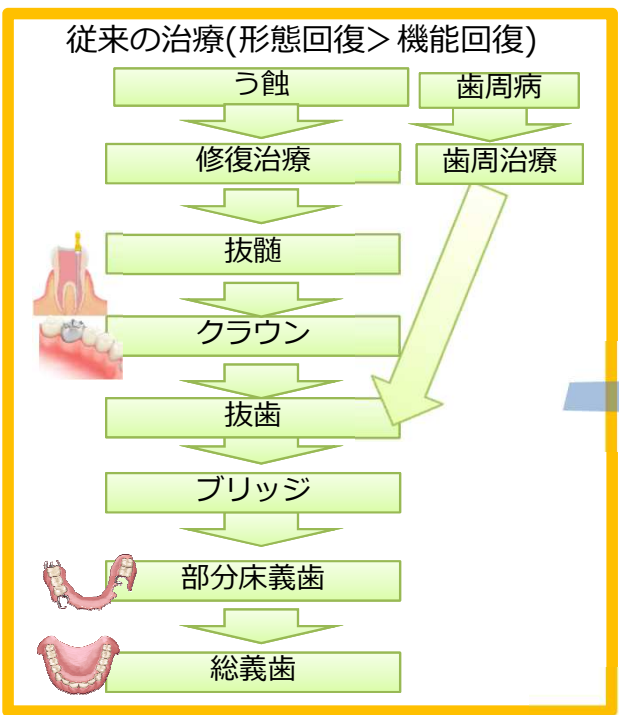 従来の治療(形態回復＞機能回復)
う蝕
歯周病
修復治療
歯周治療
抜髄
クラウン
抜歯
ブリッジ
部分床義歯
総義歯